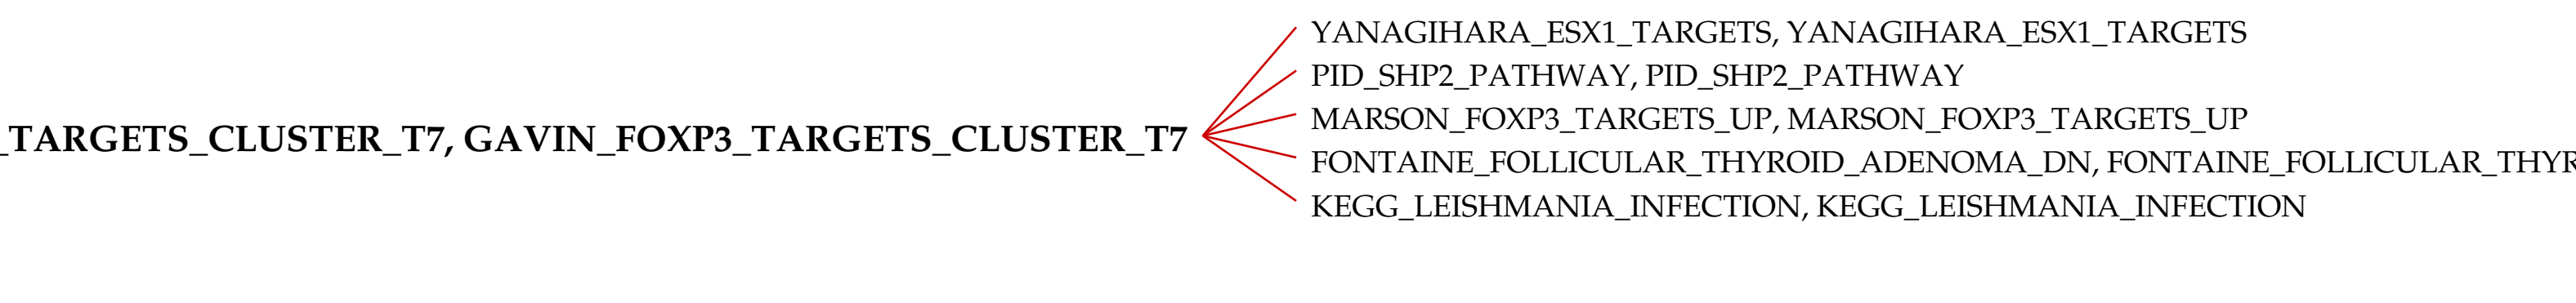 _TARGETS_CLUSTER_T7, GAVIN_FOXP3_TARGETS_CLUSTER_T7
YANAGIHARA_ESX1_TARGETS, YANAGIHARA_ESX1_TARGETS
PID_SHP2_PATHWAY, PID_SHP2_PATHWAY
MARSON_FOXP3_TARGETS_UP, MARSON_FOXP3_TARGETS_UP
FONTAINE_FOLLICULAR_THYROID_ADENOMA_DN, FONTAINE_FOLLICULAR_THYR
KEGG_LEISHMANIA_INFECTION, KEGG_LEISHMANIA_INFECTION